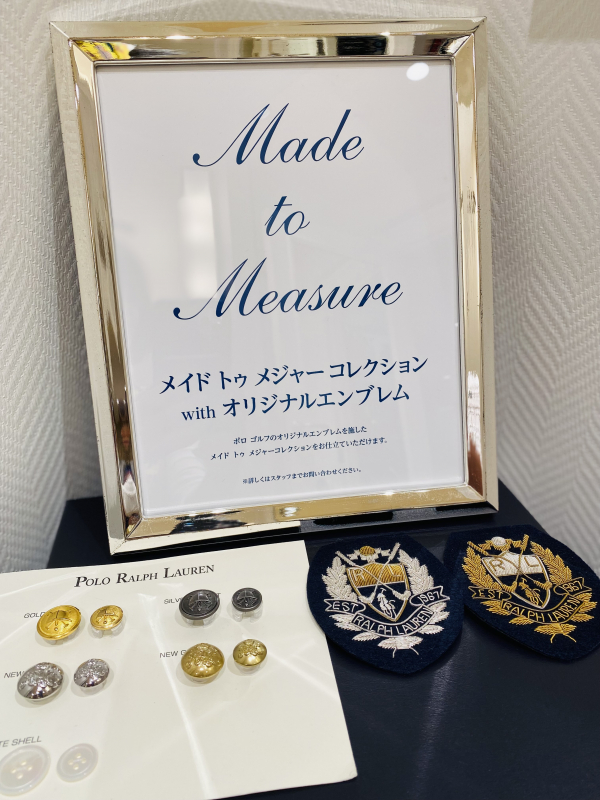 Made
to
Measure
メイド トゥ メジャー コレクション
with オリジナルエンブレム
ポロ ゴルフのオリジナルエンブレムを施した
メイド トゥ メジャーコレクションをお仕立ていただけます。
※詳しくはスタッフまでお問い合わせください。
POLO RALPH LAUREN
GOLD
SILVER
NEW
NEW G
SHELL
EST 1967
RALPH LAUREN
R L
EST 1967
RALPH LAUREN